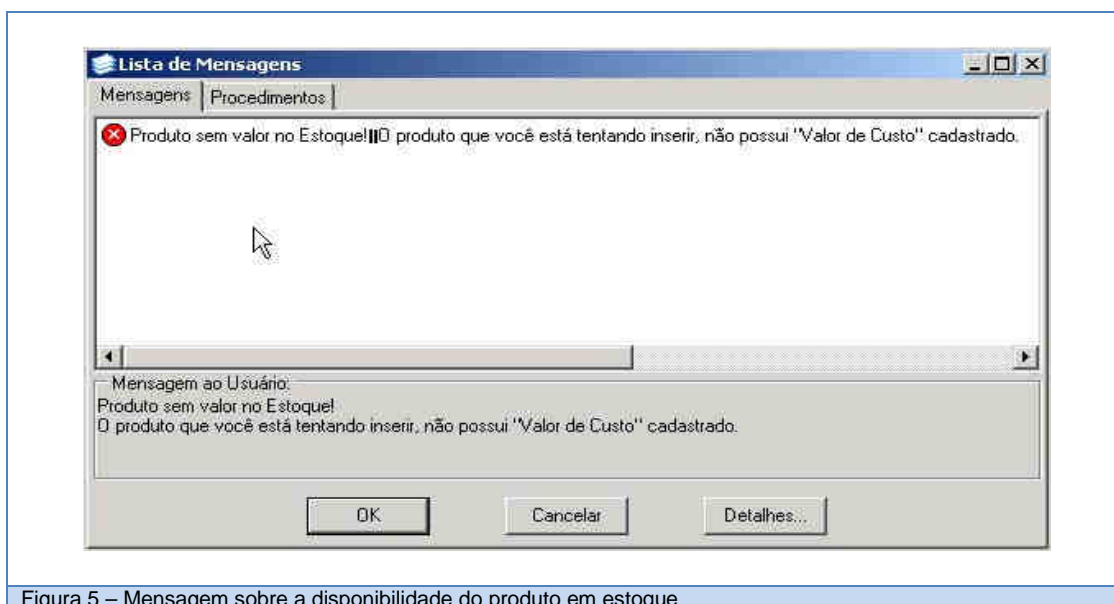 Lista de Mensagens
Mensagens Procedimentos
Produto sem valor no Estoque!||O produto que você está tentando inserir, não possui "Valor de Custo" cadastrado.
Mensagem ao Usuário:
Produto sem valor no Estoque!
O produto que você está tentando inserir, não possui "Valor de Custo" cadastrado.
OK Cancelar Detalhes...
Figura 5 – Mensagem sobre a disponibilidade do produto em estoque